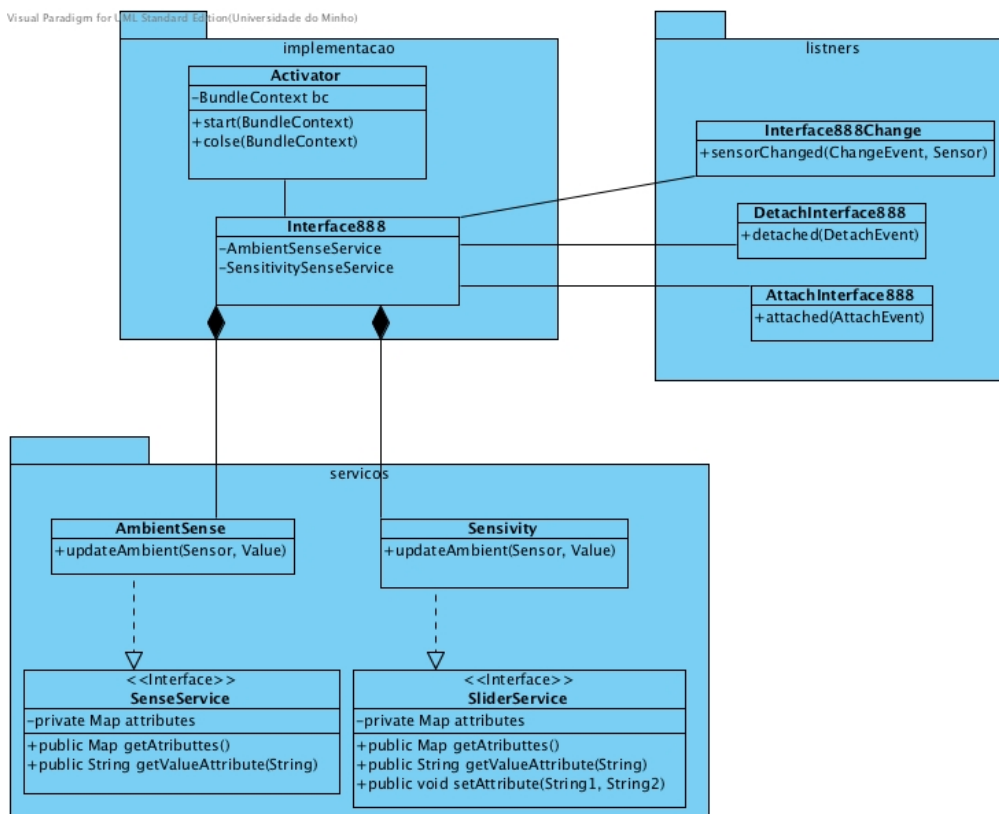 Visual Paradigm for UML Standard Edition(Universidade do Minho)
implementacao
Activator
-BundleContext bc
+start(BundleContext)
+colse(BundleContext)
Interface888
-AmbientSenseService
-SensitivitySenseService
listners
Interface888Change
+sensorChanged(ChangeEvent, Sensor)
DetachInterface888
+detached(DetachEvent)
AttachInterface888
+attached(AttachEvent)
servicos
AmbientSense
+updateAmbient(Sensor, Value)
Sensivity
+updateAmbient(Sensor, Value)
<<Interface>>
SenseService
-private Map attributes
+public Map getAtributtes()
+public String getValueAttribute(String)
<<Interface>>
SliderService
-private Map attributes
+public Map getAtributtes()
+public String getValueAttribute(String)
+public void setAttribute(String1, String2)